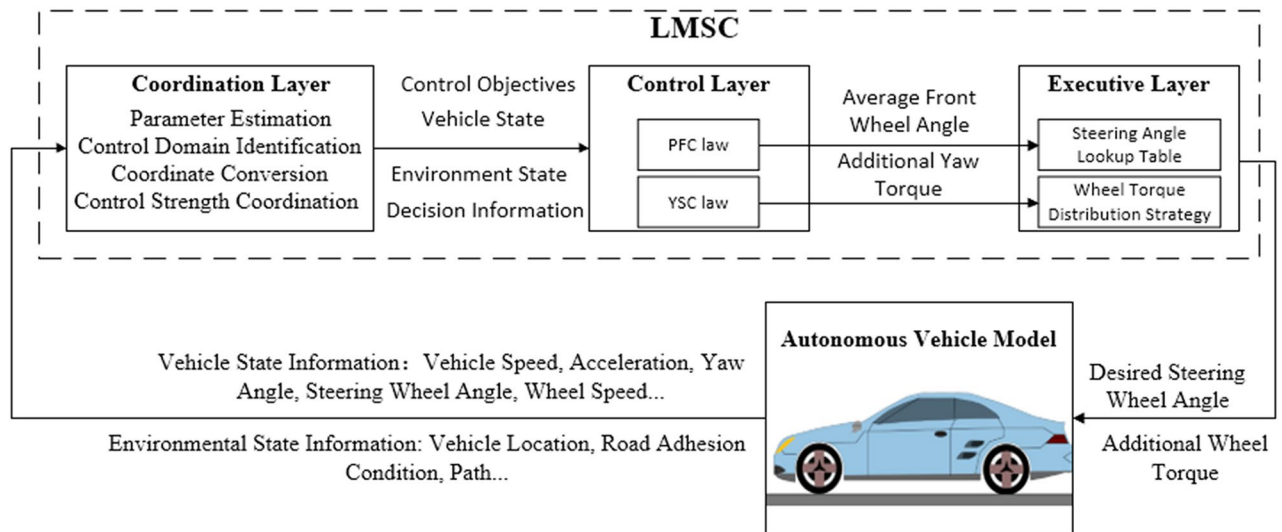 LMSC
Coordination Layer
Parameter Estimation
Control Domain Identification
Coordinate Conversion
Control Strength Coordination
Control Objectives
Vehicle State
Environment State
Decision Information
Control Layer
PFC law
YSC law
Average Front
Wheel Angle
Additional Yaw
Torque
Executive Layer
Steering Angle
Lookup Table
Wheel Torque
Distribution Strategy
Autonomous Vehicle Model
Desired Steering
Wheel Angle
Additional Wheel
Torque
Vehicle State Information：Vehicle Speed, Acceleration, Yaw
Angle, Steering Wheel Angle, Wheel Speed...
Environmental State Information: Vehicle Location, Road Adhesion
Condition, Path...